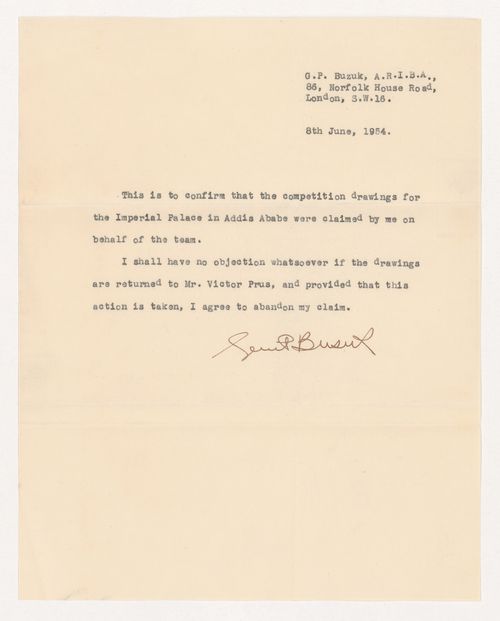 G.P. Buzuk, A.R.I.B.A.,
86, Norfolk House Road,
London, S.W.16.
8th June, 1954.
This is to confirm that the competition drawings for
the Imperial Palace in Addis Ababe were claimed by me on
behalf of the team.
I shall have no objection whatsoever if the drawings
are returned to Mr. Victor Prus, and provided that this
action is taken, I agree to abandon my claim.